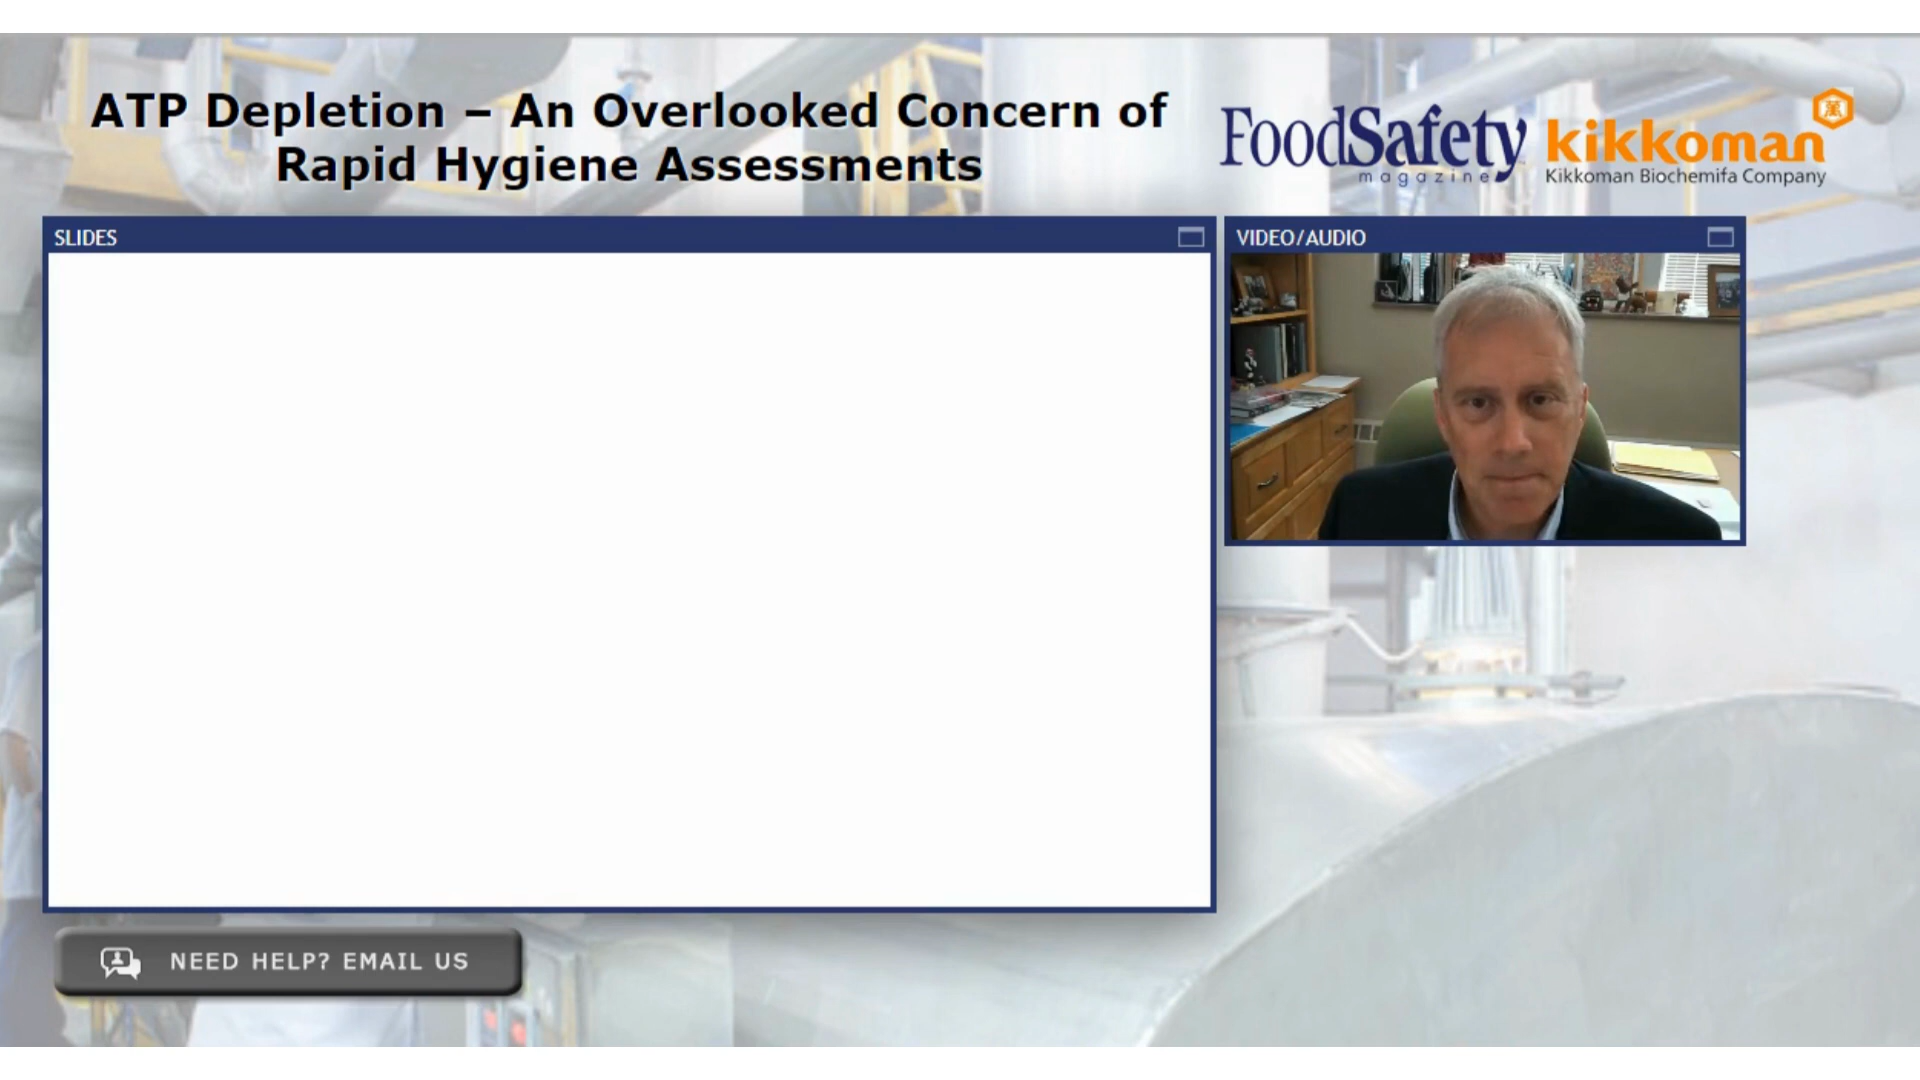 ATP Depletion – An Overlooked Concern of
Rapid Hygiene Assessments
FoodSafety
magazine
kikkoman
Kikkoman Biochemifa Company
SLIDES
VIDEO/AUDIO
NEED HELP? EMAIL US